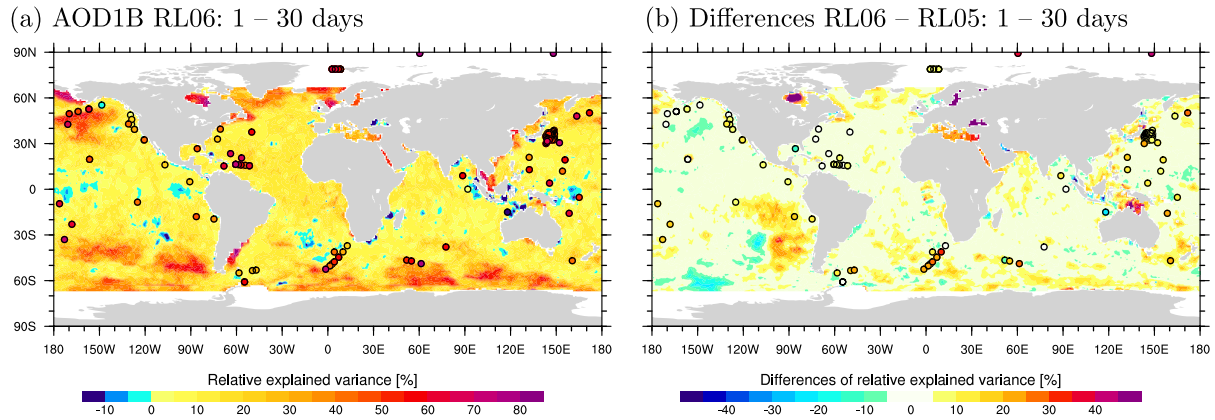 (a) AOD1B RL06: 1 – 30 days
90N
60N
30N
0
30S
60S
90S
180 150W 120W 90W 60W 30W 0 30E 60E 90E 120E 150E 180
Relative explained variance [%]
-10 0 10 20 30 40 50 60 70 80
(b) Differences RL06 – RL05: 1 – 30 days
90N
60N
30N
0
30S
60S
90S
180 150W 120W 90W 60W 30W 0 30E 60E 90E 120E 150E 180
Differences of relative explained variance [%]
-40 -30 -20 -10 0 10 20 30 40